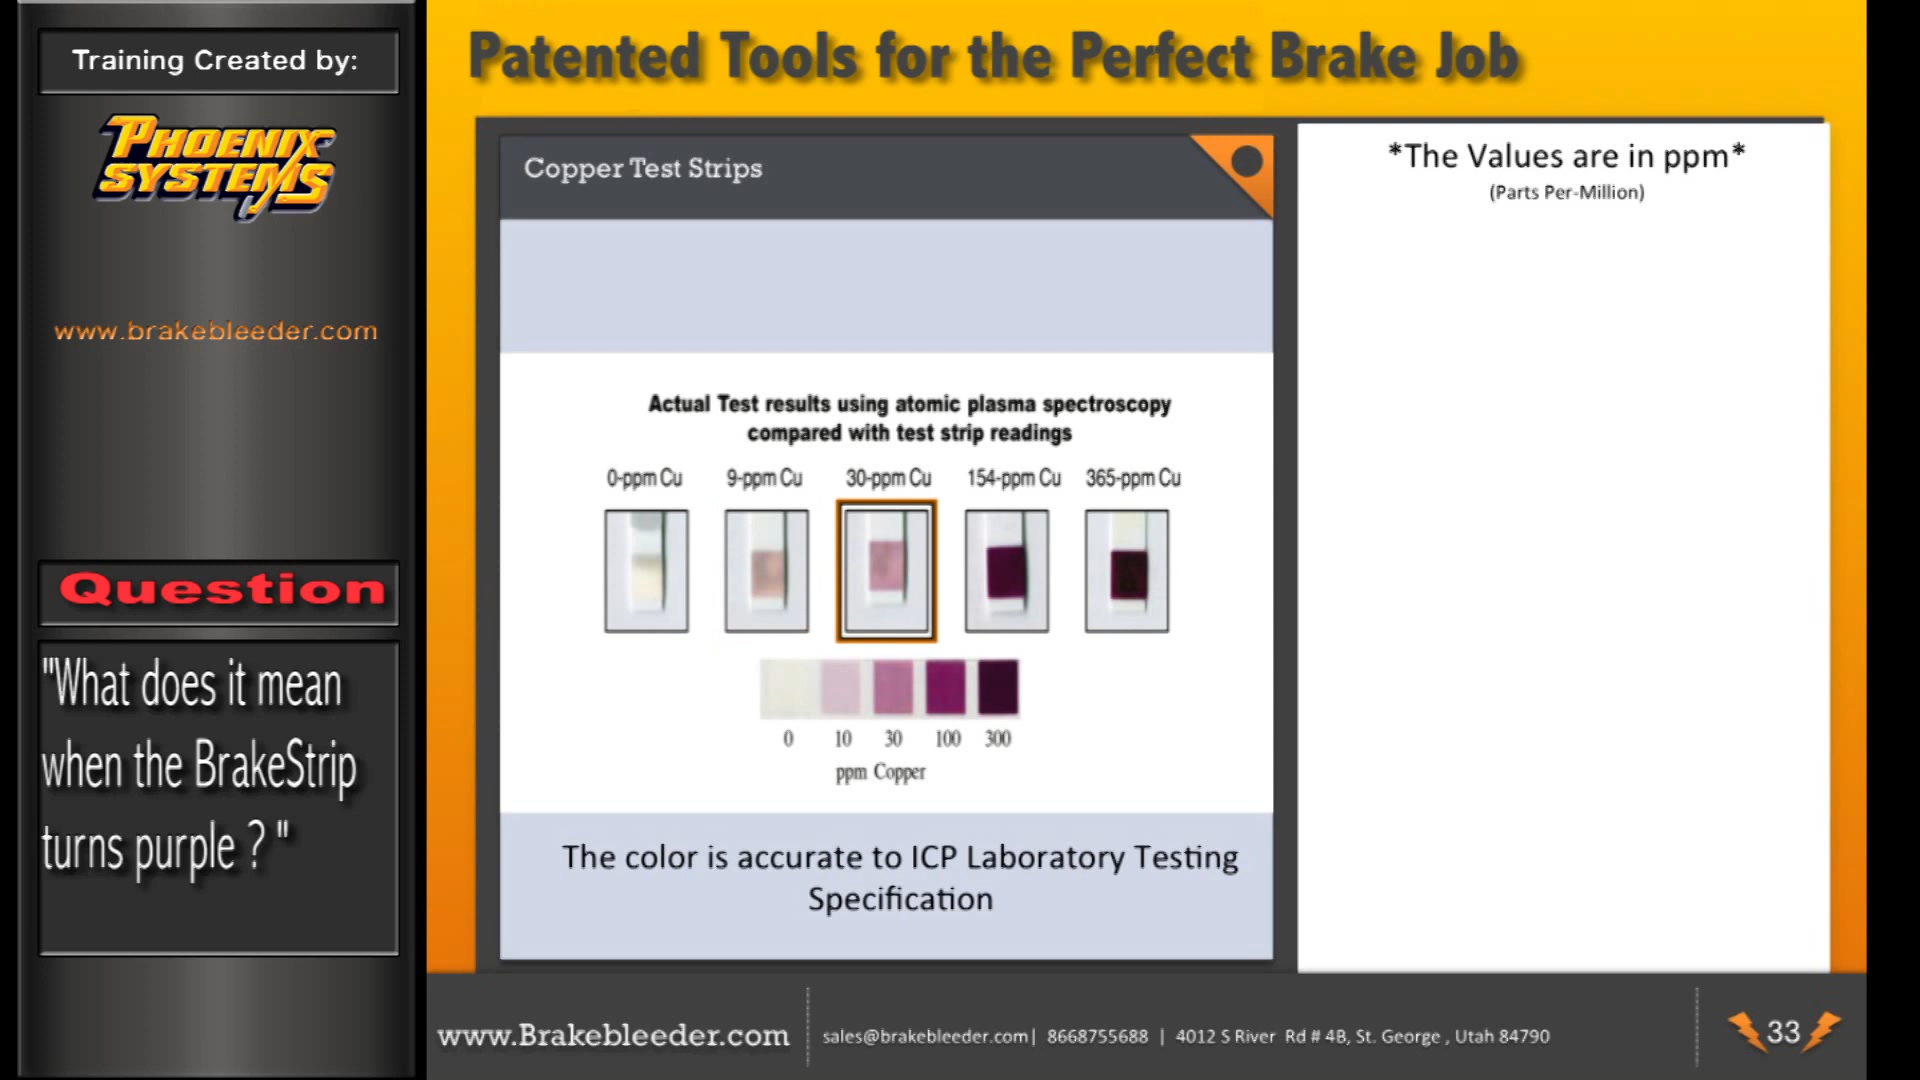 Training Created by:
PHOENIX
SYSTEMS
www.brakebleeder.com
Question
"What does it mean
when the BrakeStrip
turns purple ? "
Patented Tools for the Perfect Brake Job
Copper Test Strips
Actual Test results using atomic plasma spectroscopy
compared with test strip readings
0-ppm Cu 9-ppm Cu 30-ppm Cu 154-ppm Cu 365-ppm Cu
0 10 30 100 300
ppm Copper
The color is accurate to ICP Laboratory Testing
Specification
*The Values are in ppm*
(Parts Per-Million)
www.Brakebleeder.com
sales@brakebleeder.com| 8668755688 | 4012 S River Rd # 4B, St. George , Utah 84790
33